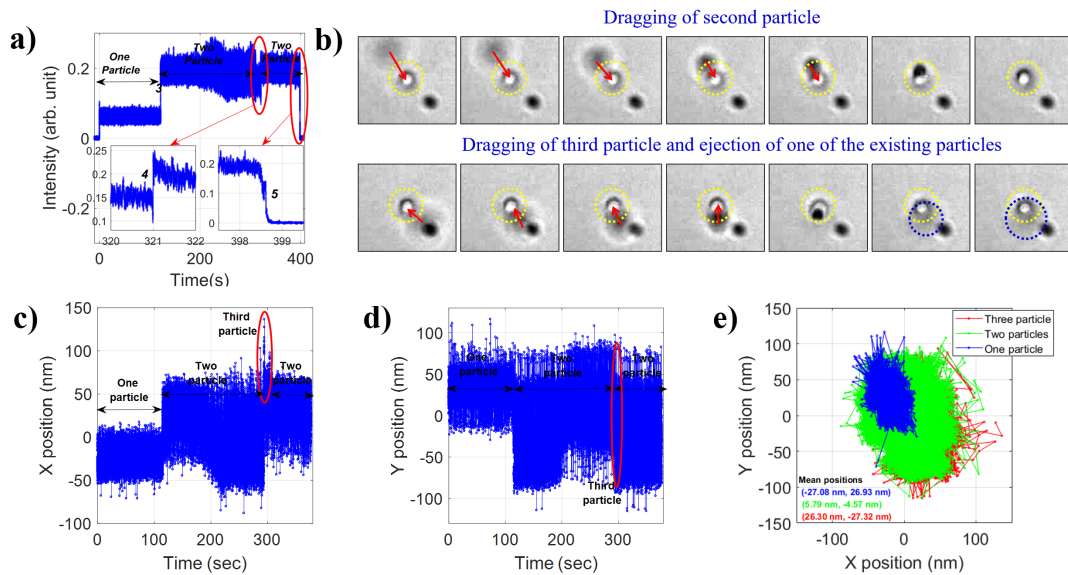 a)
Intensity (arb. unit)
0.2
0
-0.2
One
Particle
Two
Particle
Two
Particle
3
4
0.25
0.2
0.15
0.1
320
321
322
5
0.2
0.1
0
398
399
0
200
400
Time(s)
b)
Dragging of second particle
Dragging of third particle and ejection of one of the existing particles
c)
X position (nm)
150
100
50
0
-50
-100
One
particle
Two
particle
Third
particle
Two
particle
0
100
200
300
Time (sec)
d)
Y position (nm)
100
50
0
-50
-100
-150
One
particle
Two
particle
Two
particle
Third
particle
0
100
200
300
Time (sec)
e)
Y position (nm)
150
100
50
0
-50
-100
-150
Three particle
Two particles
One particle
Mean positions
(-27.08 nm, 26.93 nm)
(5.79 nm, -4.57 nm)
(26.30 nm, -27.32 nm)
-100
0
100
X position (nm)